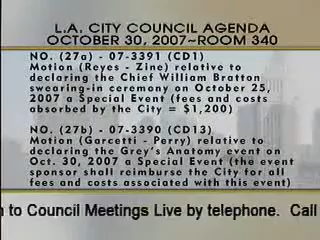 L.A. CITY COUNCIL AGENDA
OCTOBER 30, 2007~ROOM 340
NO. (27a) - 07-3391 (CD1)
Motion (Reyes - Zine) relative to
declaring the Chief William Bratton
swearing-in ceremony on October 25,
2007 a Special Event (fees and costs
absorbed by the City = $1,200)
NO. (27b) - 07-3390 (CD13)
Motion (Garcetti - Perry) relative to
declaring the Grey's Anatomy event on
Oct. 30, 2007 a Special Event (the event
sponsor shall reimburse the City for all
fees and costs associated with this event)
to Council Meetings Live by telephone. Call